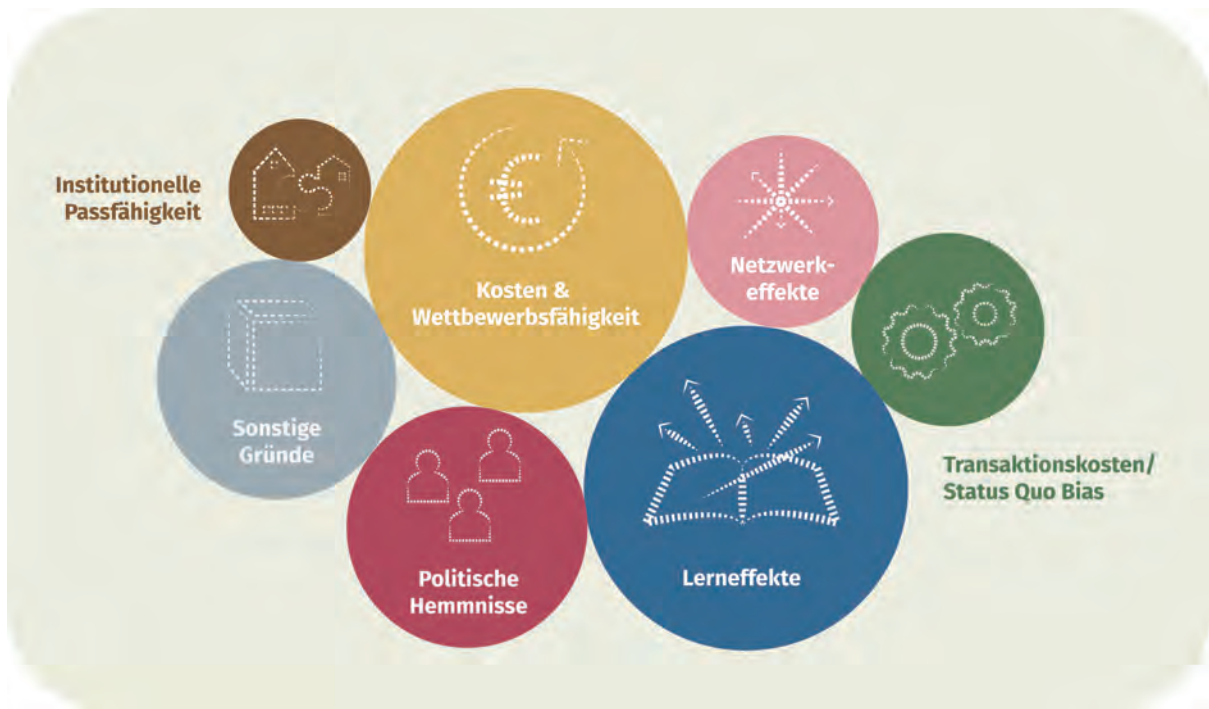 Institutionelle
Passfähigkeit
Kosten &
Wettbewerbsfähigkeit
Netzwerk-
effekte
Sonstige
Gründe
Transaktionskosten/
Status Quo Bias
Politische
Hemmnisse
Lerneffekte